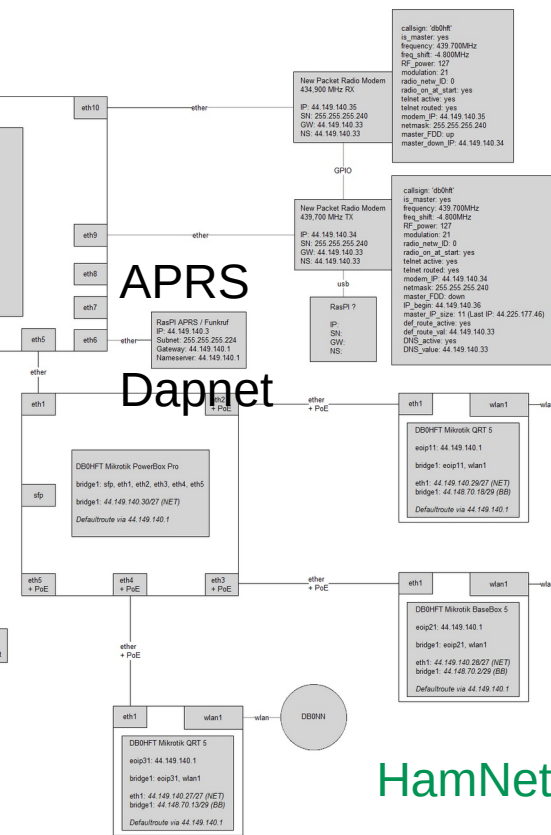 eth10
ether
New Packet Radio Modem
434,900 MHz RX
IP: 44.149.140.35
SN: 255.255.255.240
GW: 44.149.140.33
NS: 44.149.140.33
callsign: 'db0hft'
is_master: yes
frequency: 439.700MHz
freq_shift: -4.800MHz
RF_power: 127
modulation: 21
radio_netw_ID: 0
radio_on_at_start: yes
telnet active: yes
telnet routed: yes
modem_IP: 44.149.140.35
netmask: 255.255.255.240
master_FDD: up
master_down_IP: 44.149.140.34
GPIO
eth9
ether
New Packet Radio Modem
439,700 MHz TX
IP: 44.149.140.34
SN: 255.255.255.240
GW: 44.149.140.33
NS: 44.149.140.33
callsign: 'db0hft'
is_master: yes
frequency: 439.700MHz
freq_shift: -4.800MHz
RF_power: 127
modulation: 21
radio_netw_ID: 0
radio_on_at_start: yes
telnet active: yes
telnet routed: yes
modem_IP: 44.149.140.34
netmask: 255.255.255.240
master_FDD: down
IP_begin: 44.149.140.36
master_IP_size: 11 (Last IP: 44.225.177.46)
def_route_active: yes
def_route_val: 44.149.140.33
DNS_active: yes
DNS_value: 44.149.140.33
usb
RasPI ?
IP:
SN:
GW:
NS:
eth8
eth7
APRS
eth5
eth6
ether
RasPI APRS / Funkruf
IP: 44.149.140.3
Subnet: 255.255.255.224
Gateway: 44.149.140.1
Nameserver: 44.149.140.1
ether
Dapnet
eth1
eth2
+ PoE
ether
+ PoE
eth1
wlan1
DB0HFT Mikrotik QRT 5
eoip11: 44.149.140.1
bridge1: eoip11, wlan1
eth1: 44.149.140.29/27 (NET)
bridge1: 44.148.70.18/29 (BB)
Defaultroute via 44.149.140.1
sfp
DB0HFT Mikrotik PowerBox Pro
bridge1: sfp, eth1, eth2, eth3, eth4, eth5
bridge1: 44.149.140.30/27 (NET)
Defaultroute via 44.149.140.1
eth5
+ PoE
eth4
+ PoE
eth3
+ PoE
ether
+ PoE
eth1
wlan1
DB0HFT Mikrotik BaseBox 5
eoip21: 44.149.140.1
bridge1: eoip21, wlan1
eth1: 44.149.140.28/27 (NET)
bridge1: 44.148.70.2/29 (BB)
Defaultroute via 44.149.140.1
ether
+ PoE
eth1
wlan1
wlan
DB0NN
DB0HFT Mikrotik QRT 5
eoip31: 44.149.140.1
bridge1: eoip31, wlan1
eth1: 44.149.140.27/27 (NET)
bridge1: 44.148.70.13/29 (BB)
Defaultroute via 44.149.140.1
HamNet